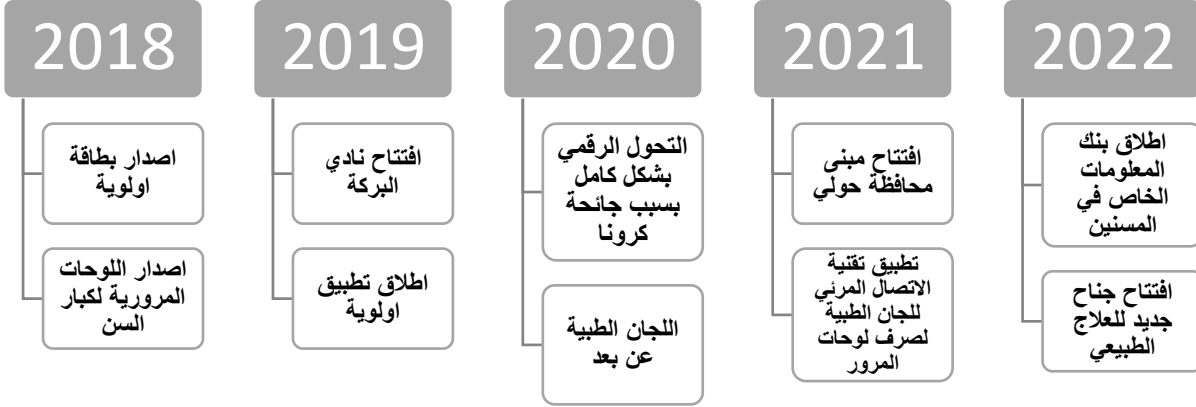 2018
اصدار بطاقة
اولوية
اصدار اللوحات
المرورية لكبار
السن
2019
افتتاح نادي
البركة
اطلاق تطبيق
اولوية
2020
التحول الرقمي
بشكل كامل
بسبب جائحة
كرونا
اللجان الطبية
عن بعد
2021
افتتاح مبنى
محافظة حولي
تطبيق تقنية
الاتصال المرئي
للجان الطبية
لصرف لوحات
المرور
2022
اطلاق بنك
المعلومات
الخاص في
المسنين
افتتاح جناح
جديد للعلاج
الطبيعي